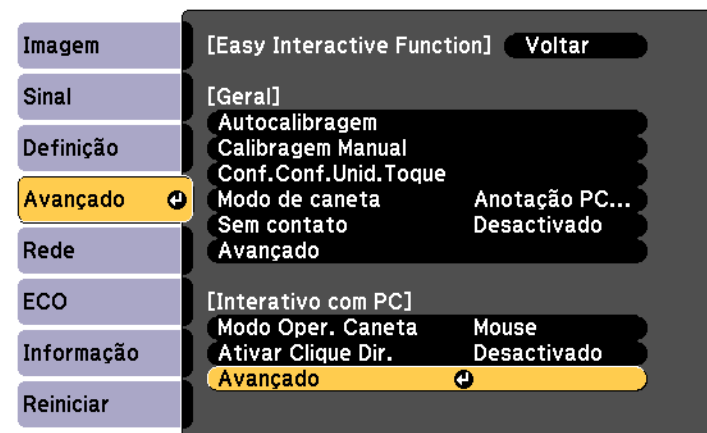 Imagem
Sinal
Definição
Avançado
Rede
ECO
Informação
Reiniciar
[Easy Interactive Function] Voltar
[Geral]
Autocalibragem
Calibragem Manual
Conf.Conf.Unid.Toque
Modo de caneta Anotação PC...
Sem contato Desactivado
Avançado
[Interativo com PC]
Modo Oper. Caneta Mouse
Ativar Clique Dir. Desactivado
Avançado